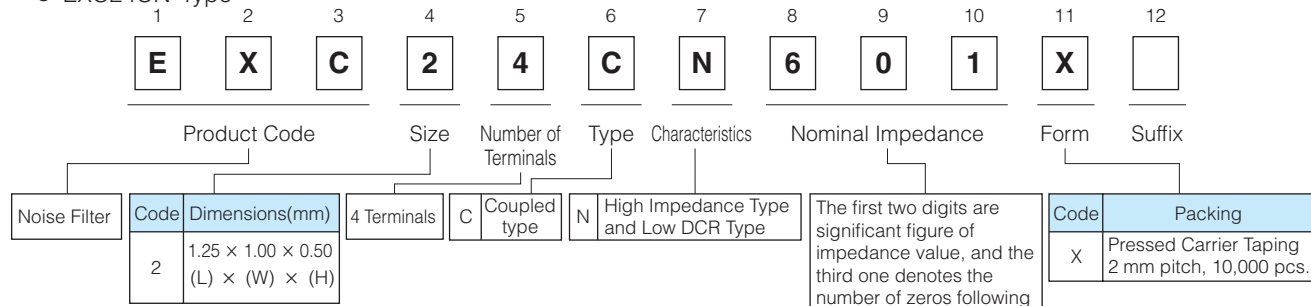 EXC24CN Type
1 2 3 4 5 6 7 8 9 10 11 12
E X C 2 4 C N 6 0 1 X
Product Code Size Number of Terminals Type Characteristics Nominal Impedance Form Suffix
Noise Filter
Code Dimensions(mm)
2 1.25 × 1.00 × 0.50
(L) × (W) × (H)
4 Terminals
C Coupled
type
N High Impedance Type
and Low DCR Type
The first two digits are
significant figure of
impedance value, and the
third one denotes the
number of zeros following
Code Packing
X Pressed Carrier Taping
2 mm pitch, 10,000 pcs.